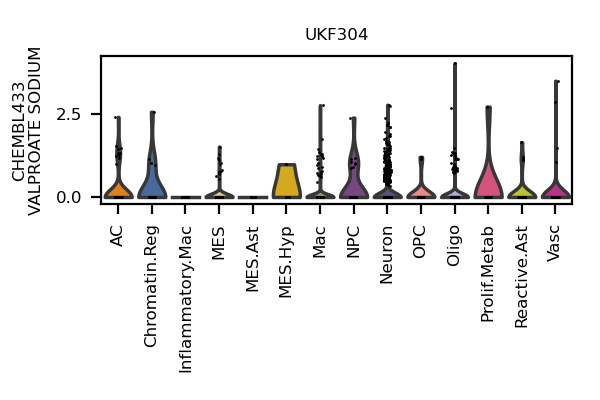 UKF304
CHEMBL433
VALPROATE SODIUM
2.5
0.0
AC
Chromatin.Reg
Inflammatory.Mac
MES
MES.Ast
MES.Hyp
Mac
NPC
Neuron
OPC
Oligo
Prolif.Metab
Reactive.Ast
Vasc